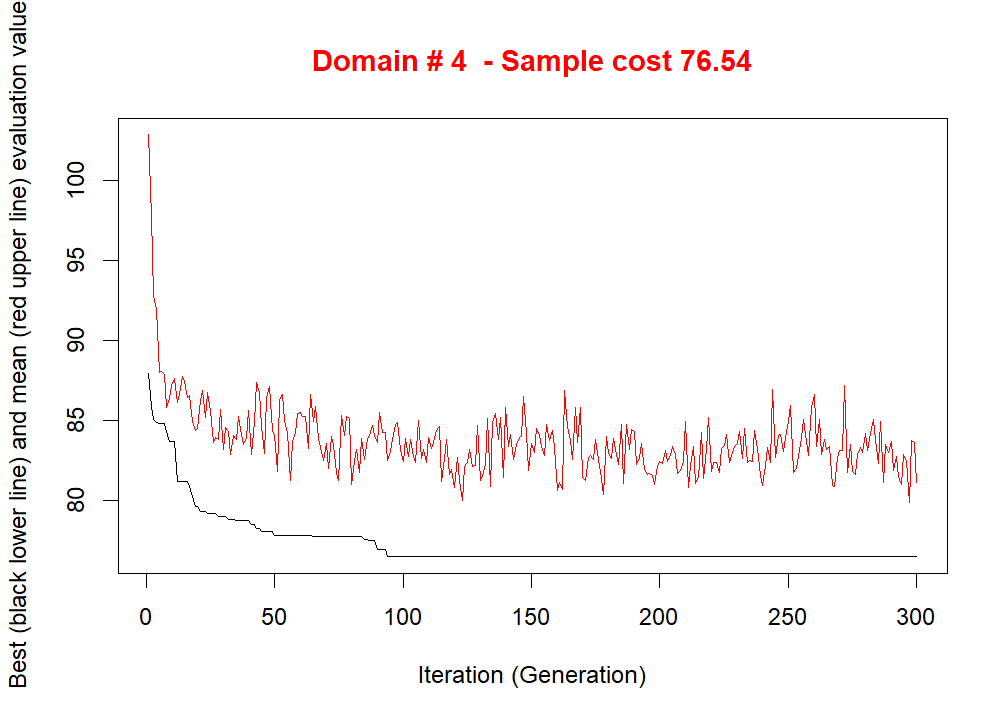 Domain # 4  - Sample cost 76.54
Best (black lower line) and mean (red upper line) evaluation value
100
95
90
85
80
0 50 100 150 200 250 300
Iteration (Generation)